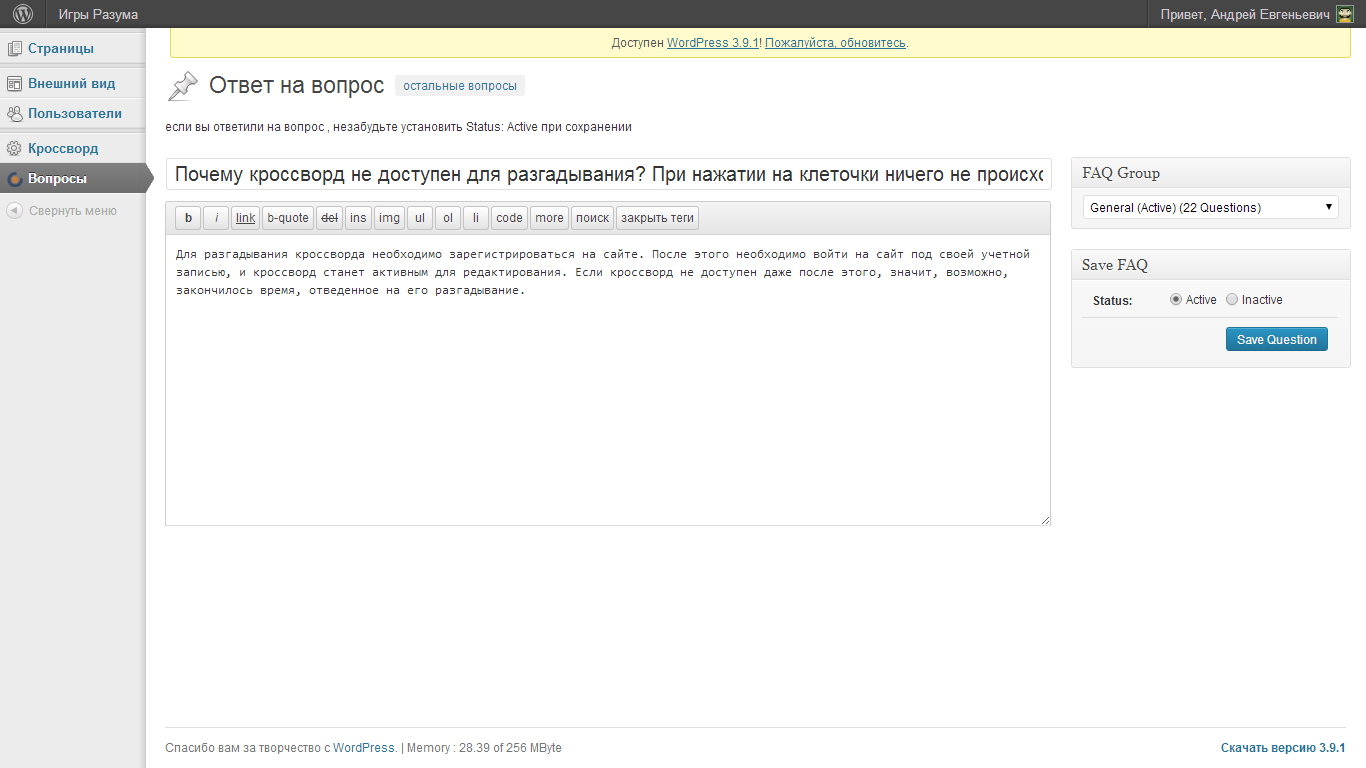 Игры Разума
Привет, Андрей Евгеньевич
Страницы
Внешний вид
Пользователи
Кроссворд
Вопросы
Свернуть меню
Доступен WordPress 3.9.1! Пожалуйста, обновитесь.
Ответ на вопрос
остальные вопросы
если вы ответили на вопрос , незабудьте установить Status: Active при сохранении
Почему кроссворд не доступен для разгадывания? При нажатии на клеточки ничего не происхо
b i link b-quote del ins img ul ol li code more поиск закрыть теги
Для разгадывания кроссворда необходимо зарегистрироваться на сайте. После этого необходимо войти на сайт под своей учетной
записью, и кроссворд станет активным для редактирования. Если кроссворд не доступен даже после этого, значит, возможно,
закончилось время, отведенное на его разгадывание.
FAQ Group
General (Active) (22 Questions)
Save FAQ
Status: Active Inactive
Save Question
Спасибо вам за творчество с WordPress. | Memory : 28.39 of 256 MByte
Скачать версию 3.9.1